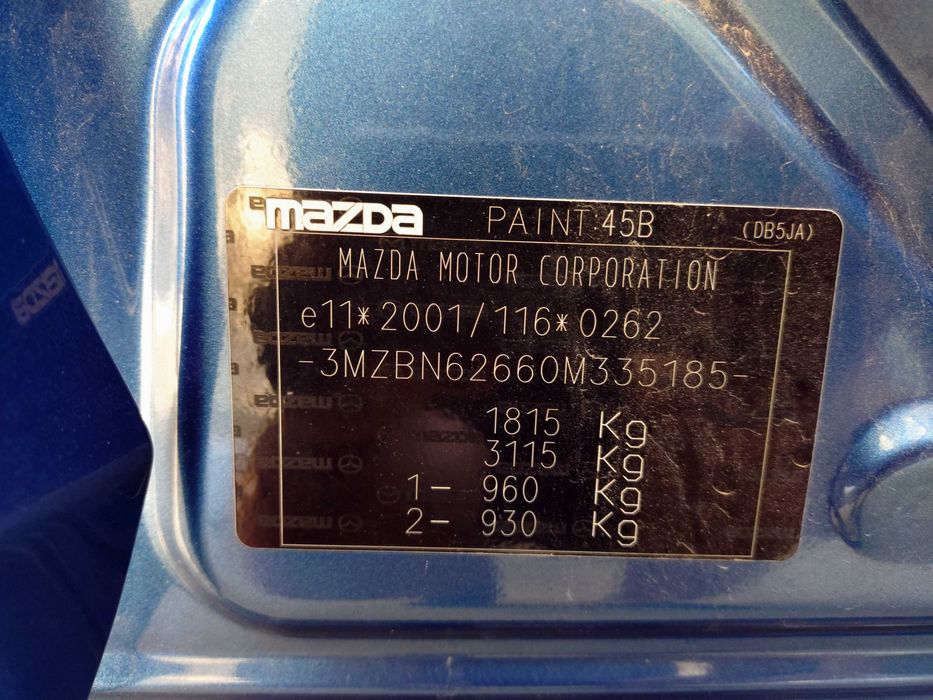 mazda PAINT 45B (DB5JA)
MAZDA MOTOR CORPORATION
e11*2001/116*0262
-3MZBN62660M335185-
1815 Kg
3115 Kg
1- 960 Kg
2- 930 Kg